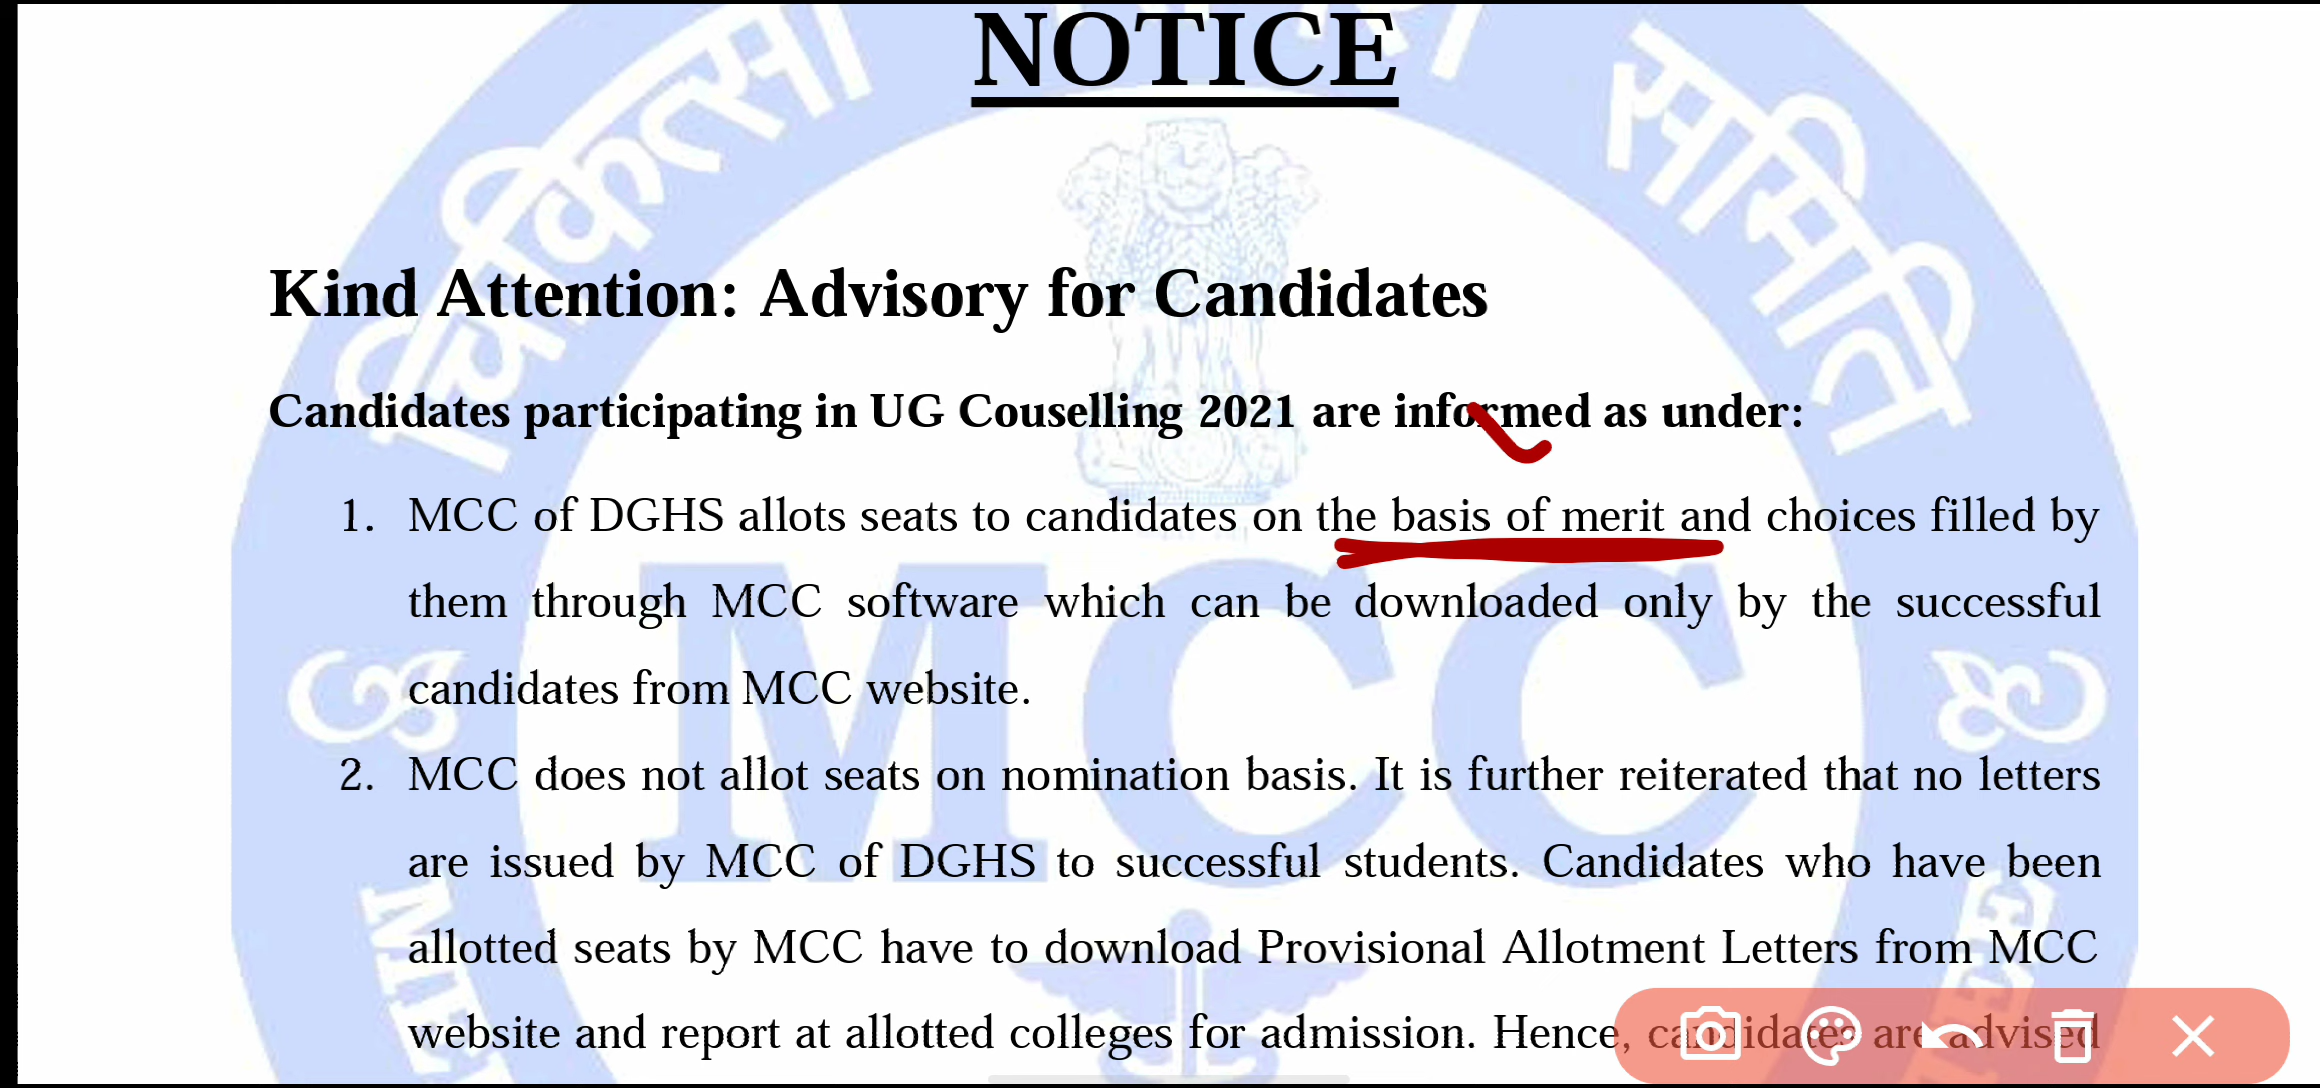 NOTICE
चिकित्सा
समिति
Kind Attention: Advisory for Candidates
Candidates participating in UG Couselling 2021 are informed as under:
1. MCC of DGHS allots seats to candidates on the basis of merit and choices filled by
them through MCC software which can be downloaded only by the successful
candidates from MCC website.
MCC
2. MCC does not allot seats on nomination basis. It is further reiterated that no letters
are issued by MCC of DGHS to successful students. Candidates who have been
allotted seats by MCC have to download Provisional Allotment Letters from MCC
website and report at allotted colleges for admission. Hence, candidates are advised